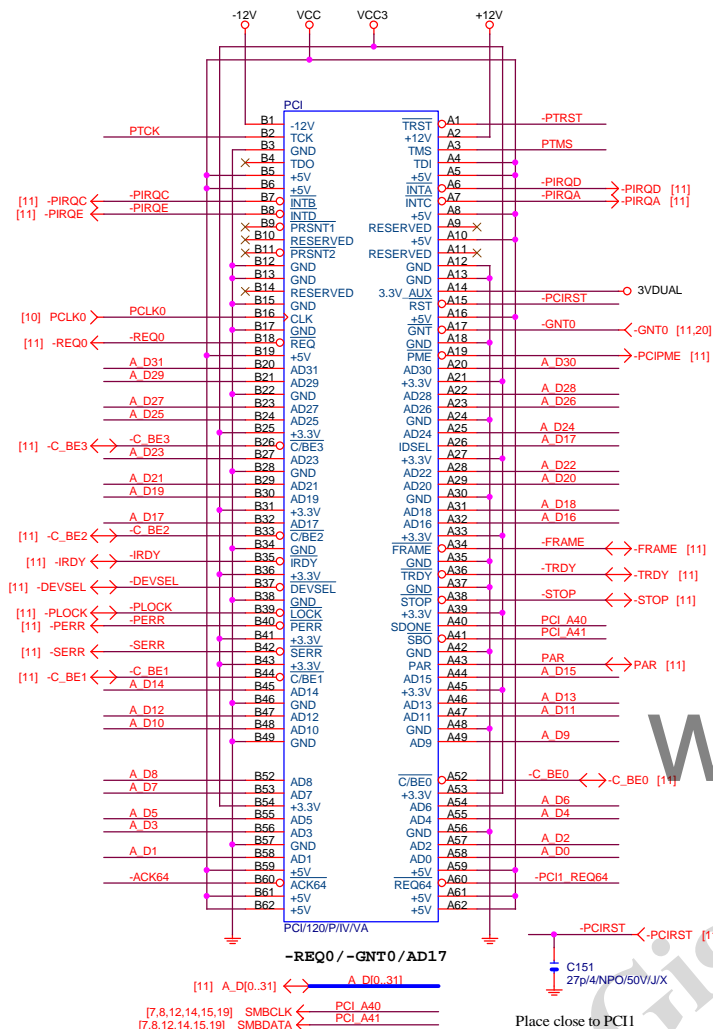 -12V VCC VCC3 +12V
PCI
B1 -12V TRST A1 -PTRST
PTCK B2 TCK +12V A2
B3 GND TMS A3 PTMS
B4 TDO TDI A4
B5 +5V +5V A5
B6 +5V INTA A6 -PIRQD -PIRQD [11]
[11] -PIRQC -PIRQC B7 INTB INTC A7 -PIRQA -PIRQA [11]
[11] -PIRQE -PIRQE B8 INTD +5V A8
B9 PRSNT1 RESERVED A9
B10 RESERVED +5V A10
B11 PRSNT2 RESERVED A11
B12 GND GND A12
B13 GND GND A13
B14 RESERVED 3.3V_AUX A14 3VDUAL
B15 GND RST A15 -PCIRST
[10] PCLK0 PCLK0 B16 CLK +5V A16
B17 GND GNT A17 -GNT0 -GNT0 [11,20]
[11] -REQ0 -REQ0 B18 REQ GND A18
B19 +5V PME A19 -PCIPME [11]
A_D31 B20 AD31 AD30 A20 A_D30
A_D29 B21 AD29 +3.3V A21
B22 GND AD28 A22 A_D28
A_D27 B23 AD27 AD26 A23 A_D26
A_D25 B24 AD25 GND A24
B25 +3.3V AD24 A25 A_D24
[11] -C_BE3 -C_BE3 B26 C/BE3 IDSEL A26 A_D17
A_D23 B27 AD23 +3.3V A27
B28 GND AD22 A28 A_D22
A_D21 B29 AD21 AD20 A29 A_D20
A_D19 B30 AD19 GND A30
B31 +3.3V AD18 A31 A_D18
A_D17 B32 AD17 AD16 A32 A_D16
[11] -C_BE2 -C_BE2 B33 C/BE2 +3.3V A33
B34 GND FRAME A34 -FRAME -FRAME [11]
[11] -IRDY -IRDY B35 IRDY GND A35
B36 +3.3V TRDY A36 -TRDY -TRDY [11]
[11] -DEVSEL -DEVSEL B37 DEVSEL GND A37
B38 GND STOP A38 -STOP -STOP [11]
[11] -PLOCK -PLOCK B39 LOCK +3.3V A39
[11] -PERR -PERR B40 PERR SDONE A40 PCI_A40
B41 +3.3V SBO A41 PCI_A41
[11] -SERR -SERR B42 SERR GND A42
B43 +3.3V PAR A43 PAR PAR [11]
[11] -C_BE1 -C_BE1 B44 C/BE1 AD15 A44 A_D15
A_D14 B45 AD14 +3.3V A45
B46 GND AD13 A46 A_D13
A_D12 B47 AD12 AD11 A47 A_D11
A_D10 B48 AD10 GND A48
B49 GND AD9 A49 A_D9
A_D8 B52 AD8 C/BE0 A52 -C_BE0 -C_BE0 [11]
A_D7 B53 AD7 +3.3V A53
B54 +3.3V AD6 A54 A_D6
A_D5 B55 AD5 AD4 A55 A_D4
A_D3 B56 AD3 GND A56
B57 GND AD2 A57 A_D2
A_D1 B58 AD1 AD0 A58 A_D0
B59 +5V +5V A59
-ACK64 B60 ACK64 REQ64 A60 -PCI1_REQ64
B61 +5V +5V A61
B62 +5V +5V A62
PCI/120/P/IV/VA
-REQ0/-GNT0/AD17
-PCIRST -PCIRST
C151
27p/4/NPO/50V/J/X
[11] A_D[0..31] A_D[0..31]
[7,8,12,14,15,19] SMBCLK PCI_A40
[7,8,12,14,15,19] SMBDATA PCI_A41
Place close to PCI1
W
Gi